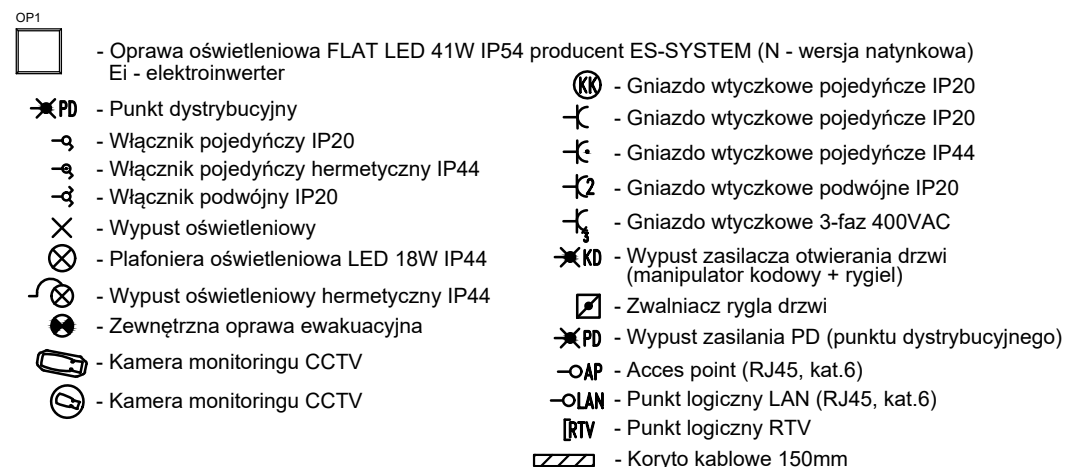 OP1
- Oprawa oświetleniowa FLAT LED 41W IP54 producent ES-SYSTEM (N - wersja natynkowa)
Ei - elektroinwerter
PD - Punkt dystrybucyjny
- Włącznik pojedyńczy IP20
- Włącznik pojedyńczy hermetyczny IP44
- Włącznik podwójny IP20
- Wypust oświetleniowy
- Plafoniera oświetleniowa LED 18W IP44
- Wypust oświetleniowy hermetyczny IP44
- Zewnętrzna oprawa ewakuacyjna
- Kamera monitoringu CCTV
- Kamera monitoringu CCTV
KK - Gniazdo wtyczkowe pojedyńcze IP20
- Gniazdo wtyczkowe pojedyńcze IP20
- Gniazdo wtyczkowe pojedyńcze IP44
2 - Gniazdo wtyczkowe podwójne IP20
3 - Gniazdo wtyczkowe 3-faz 400VAC
KD - Wypust zasilacza otwierania drzwi
(manipulator kodowy + rygiel)
- Zwalniacz rygla drzwi
PD - Wypust zasilania PD (punktu dystrybucyjnego)
AP - Acces point (RJ45, kat.6)
LAN - Punkt logiczny LAN (RJ45, kat.6)
RTV - Punkt logiczny RTV
- Koryto kablowe 150mm